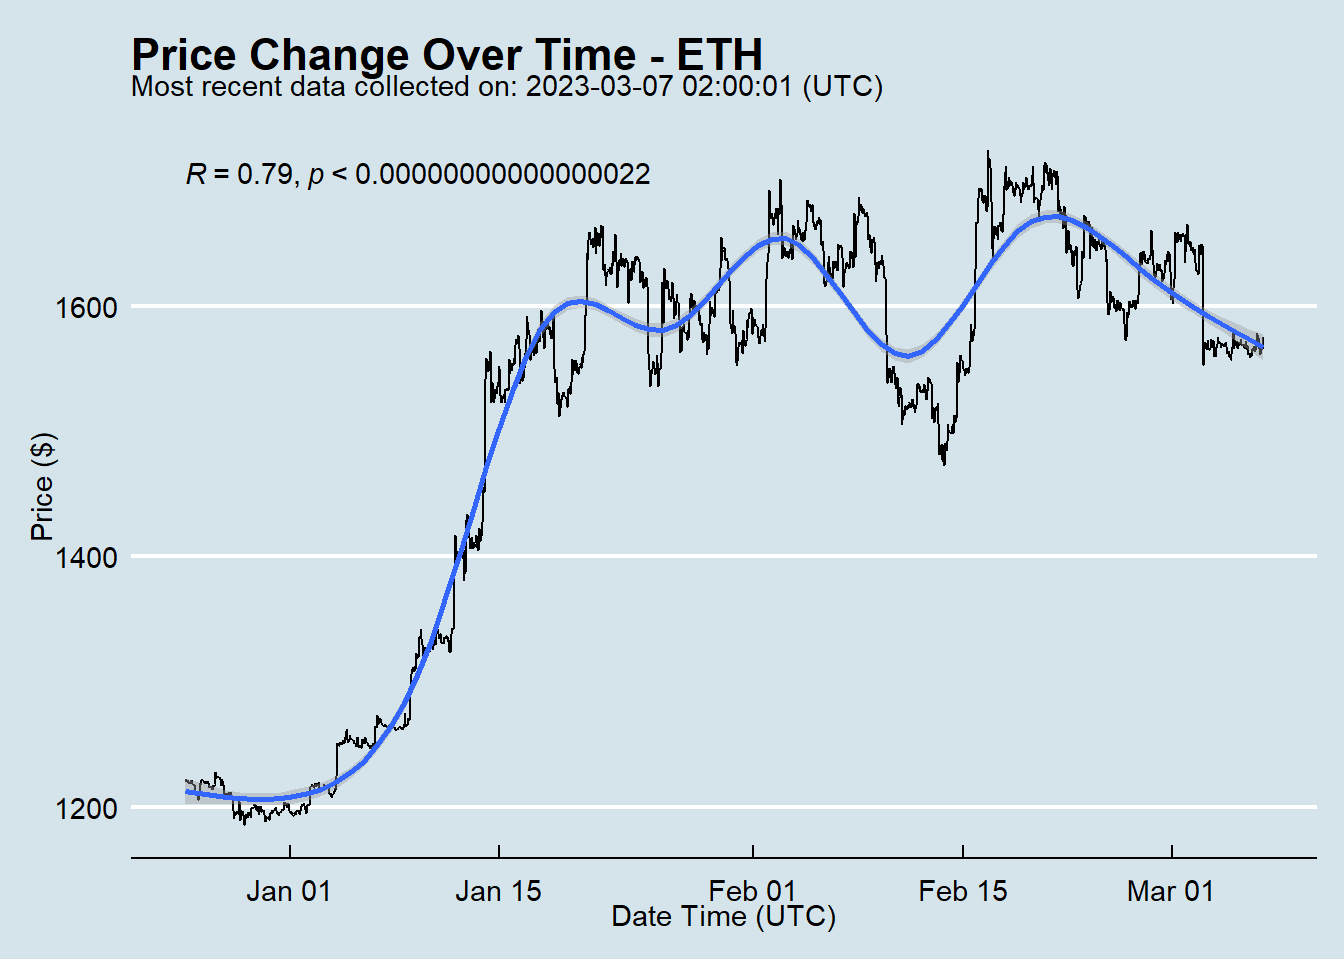 Price Change Over Time - ETH
Most recent data collected on: 2023-03-07 02:00:01 (UTC)
R = 0.79, p < 0.00000000000000022
Price ($)
1600
1400
1200
Jan 01 Jan 15 Feb 01 Feb 15 Mar 01
Date Time (UTC)